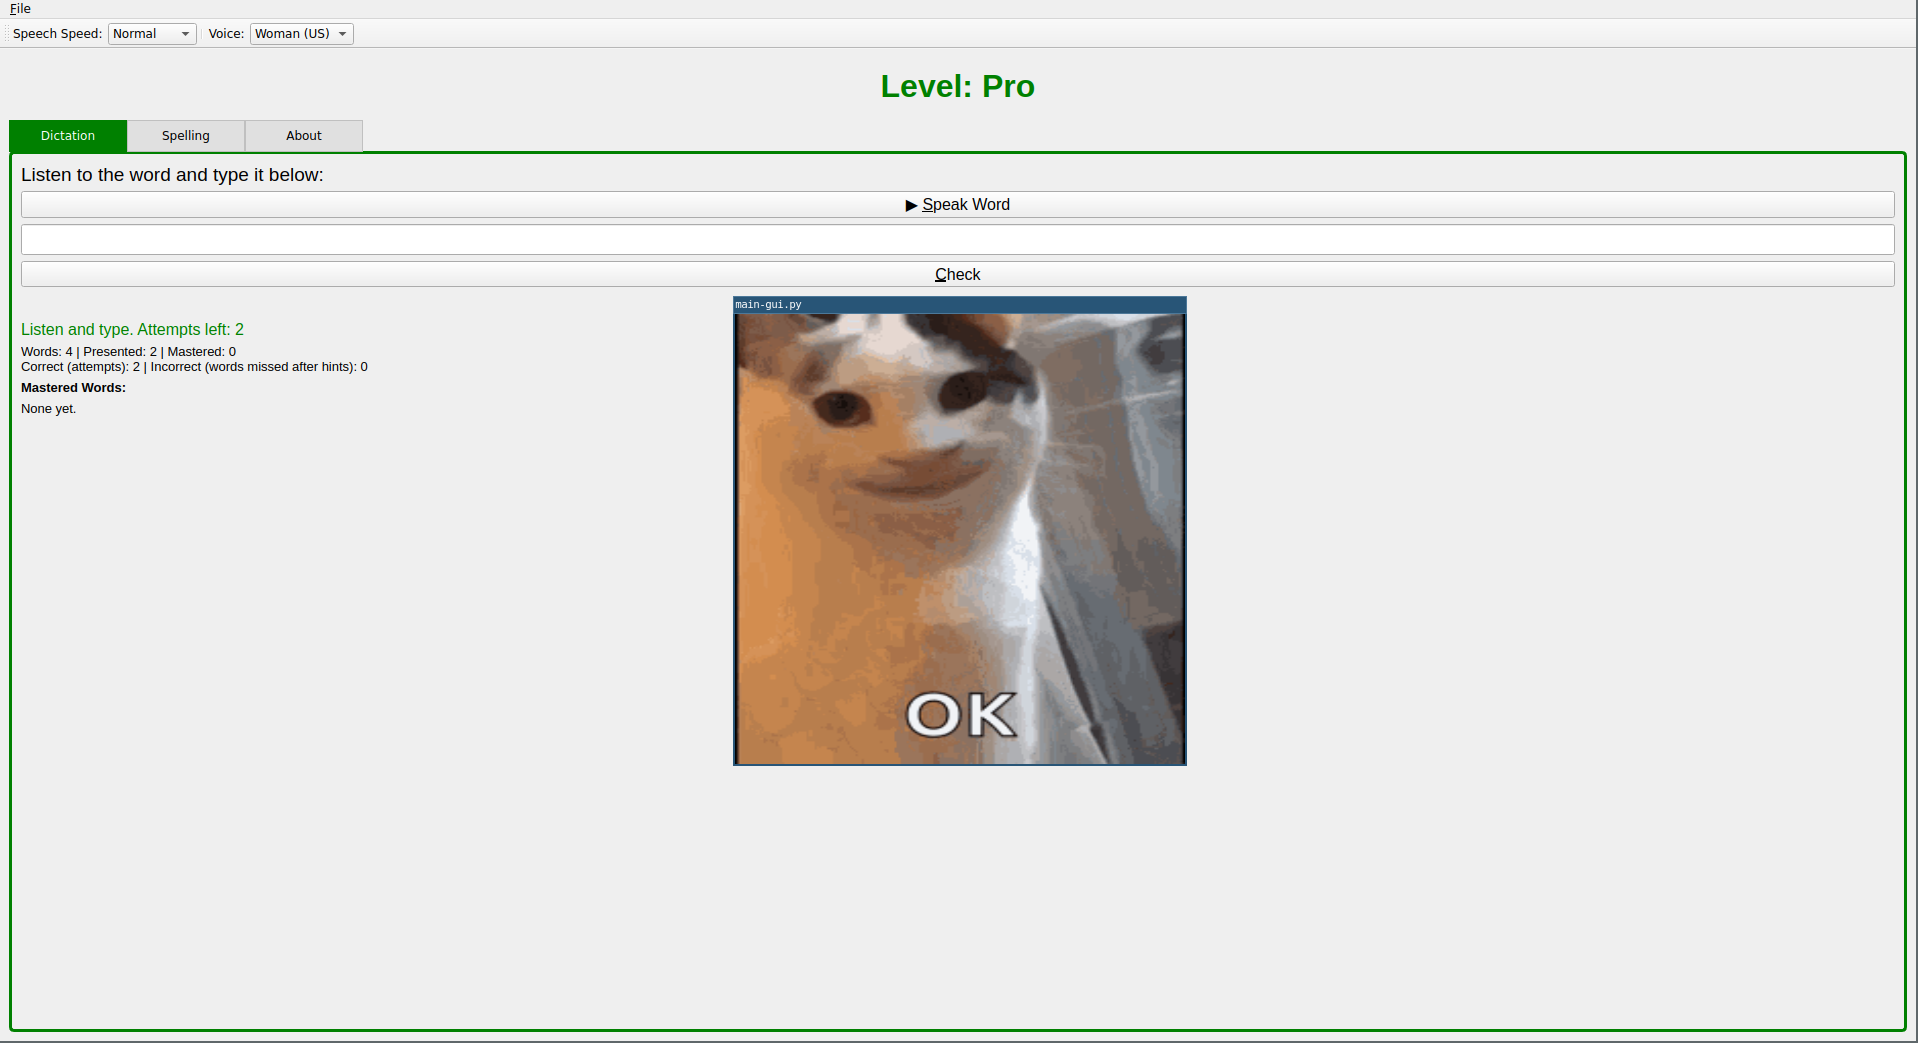 File
Speech Speed: Normal Voice: Woman (US)
Level: Pro
Dictation Spelling About
Listen to the word and type it below:
▶ Speak Word
Check
main-gui.py
Listen and type. Attempts left: 2
Words: 4 | Presented: 2 | Mastered: 0
Correct (attempts): 2 | Incorrect (words missed after hints): 0
Mastered Words:
None yet.
OK